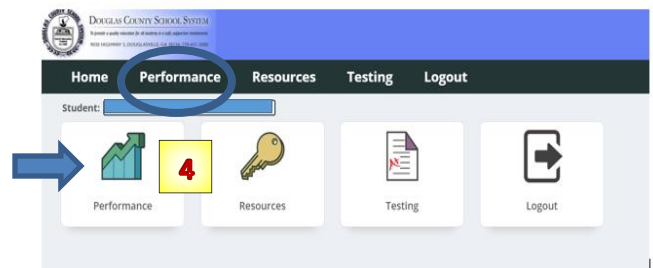 DOUGLAS COUNTY SCHOOL SYSTEM
Home Performance Resources Testing Logout
Student:
4
Performance Resources Testing Logout